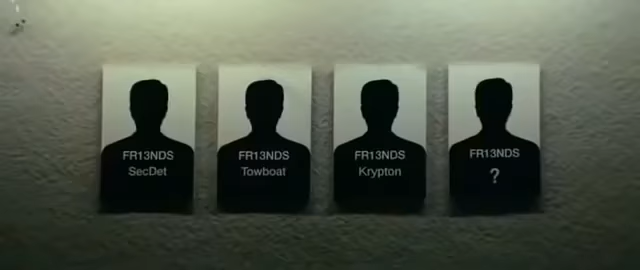 FR13NDS
SecDet
FR13NDS
Towboat
FR13NDS
Krypton
FR13NDS
?